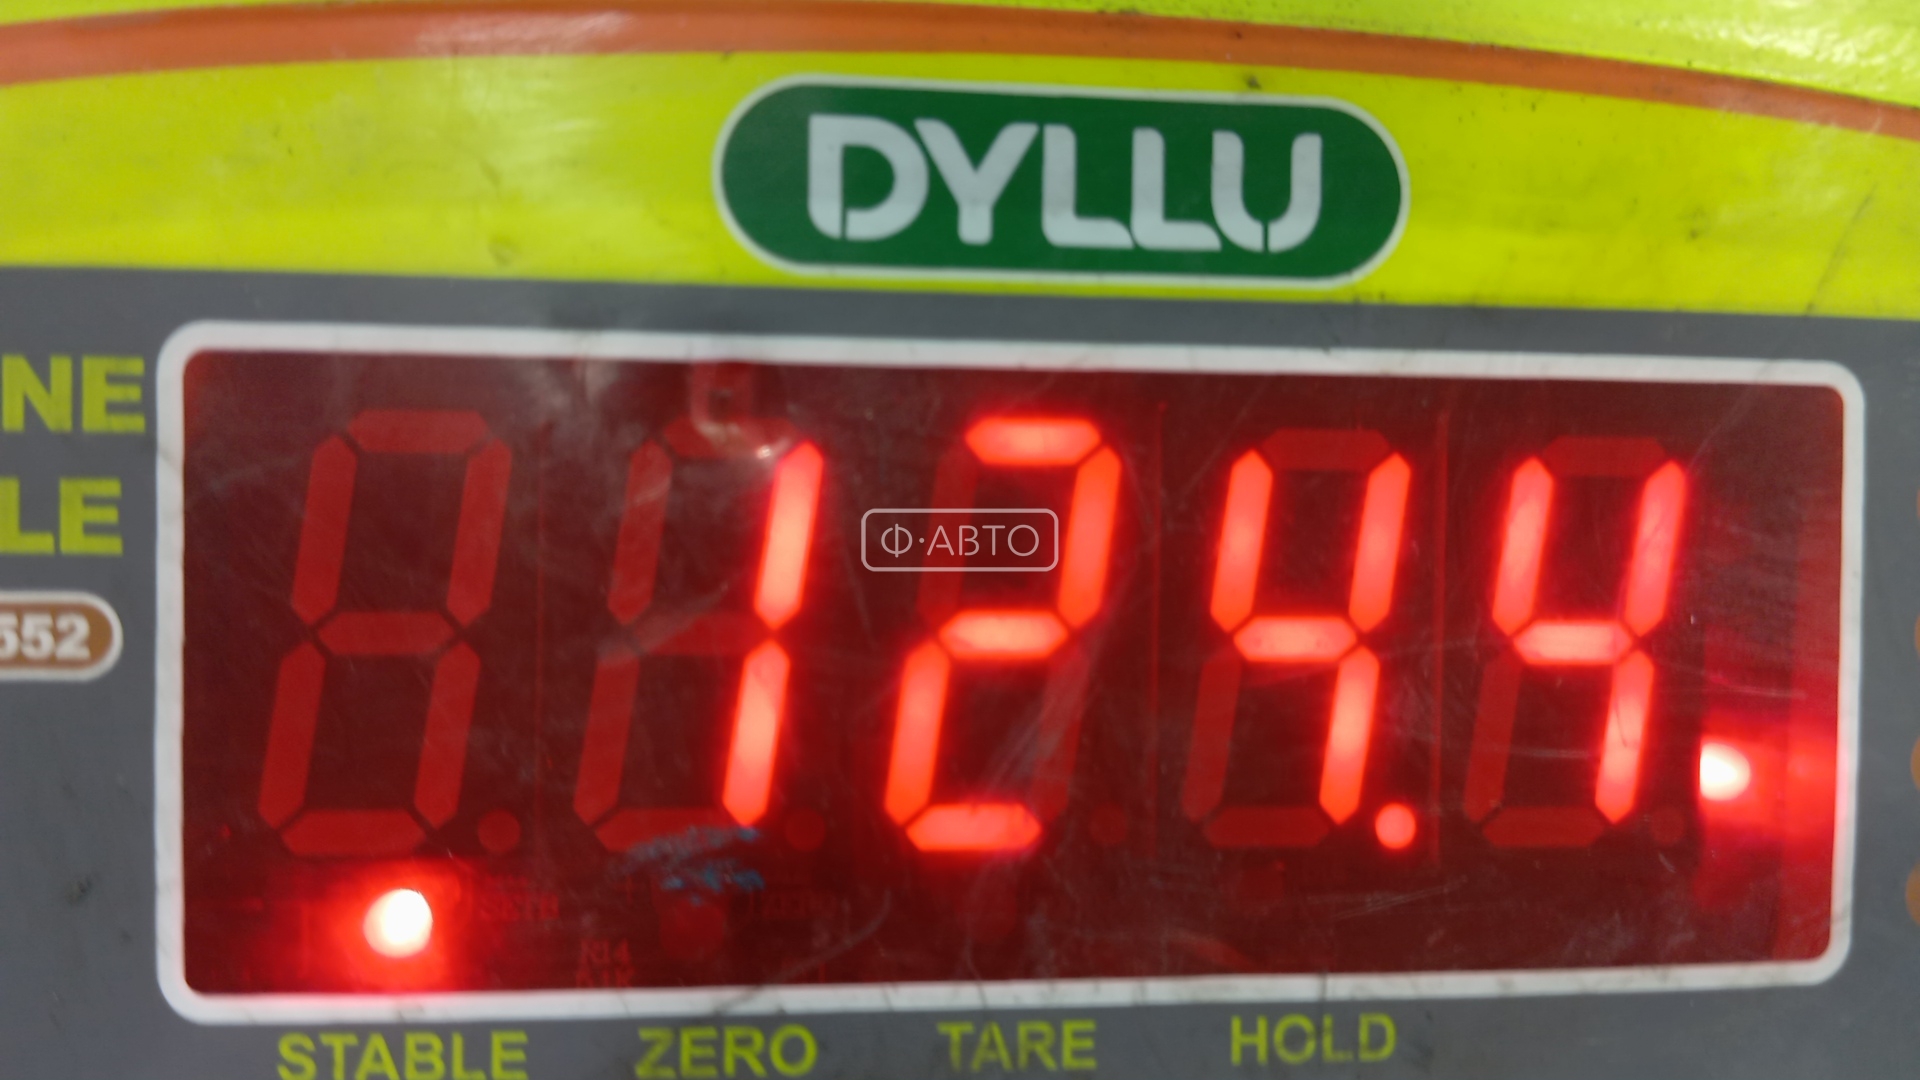 DYLLU
NE
LE
552
124.4
Ф·АВТО
STABLE ZERO TARE HOLD